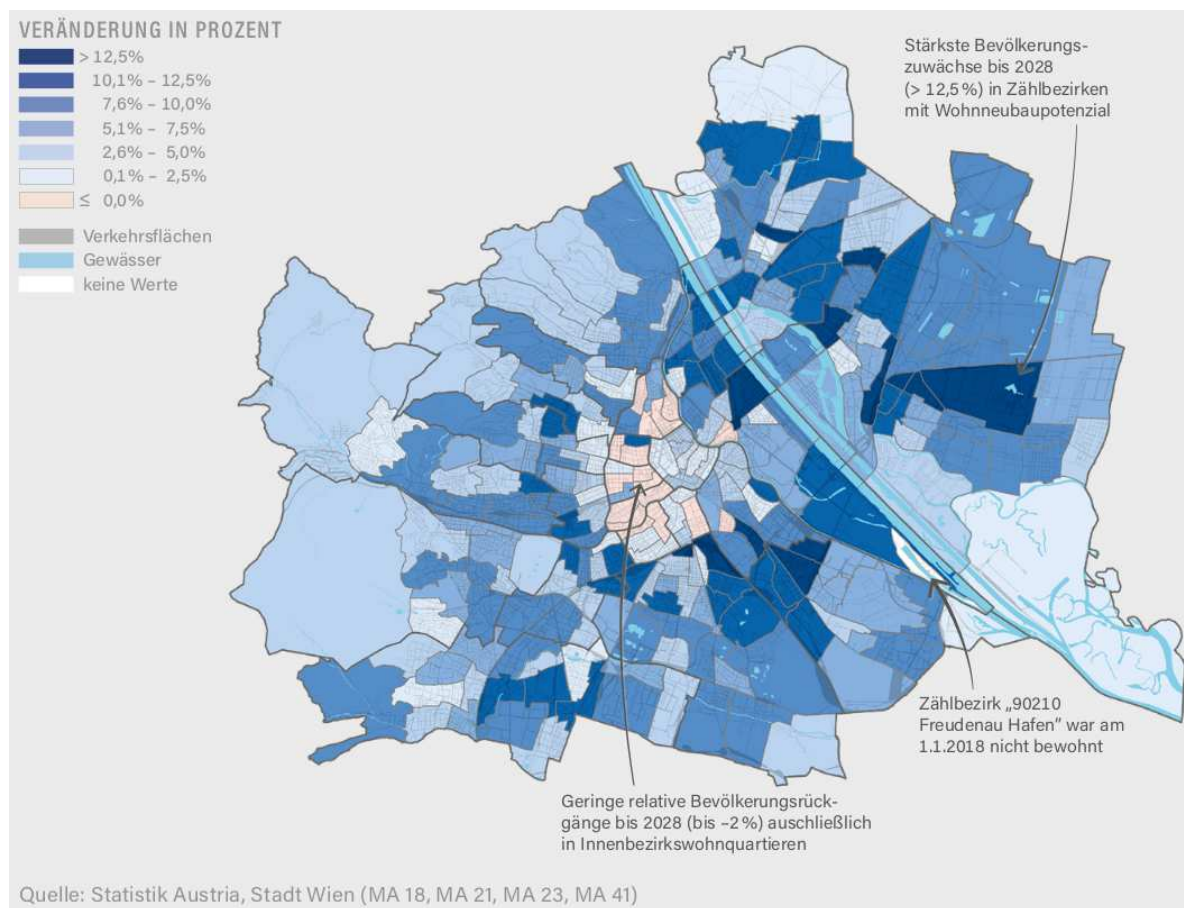 VERÄNDERUNG IN PROZENT
> 12,5%
10,1% – 12,5%
7,6% – 10,0%
5,1% – 7,5%
2,6% – 5,0%
0,1% – 2,5%
≤ 0,0%
Verkehrsflächen
Gewässer
keine Werte
Stärkste Bevölkerungs-
zuwächse bis 2028
(> 12,5 %) in Zählbezirken
mit Wohnneubaupotenzial
Zählbezirk „90210
Freudenau Hafen“ war am
1.1.2018 nicht bewohnt
Geringe relative Bevölkerungsrück-
gänge bis 2028 (bis –2 %) auschließlich
in Innenbezirkswohnquartieren
Quelle: Statistik Austria, Stadt Wien (MA 18, MA 21, MA 23, MA 41)